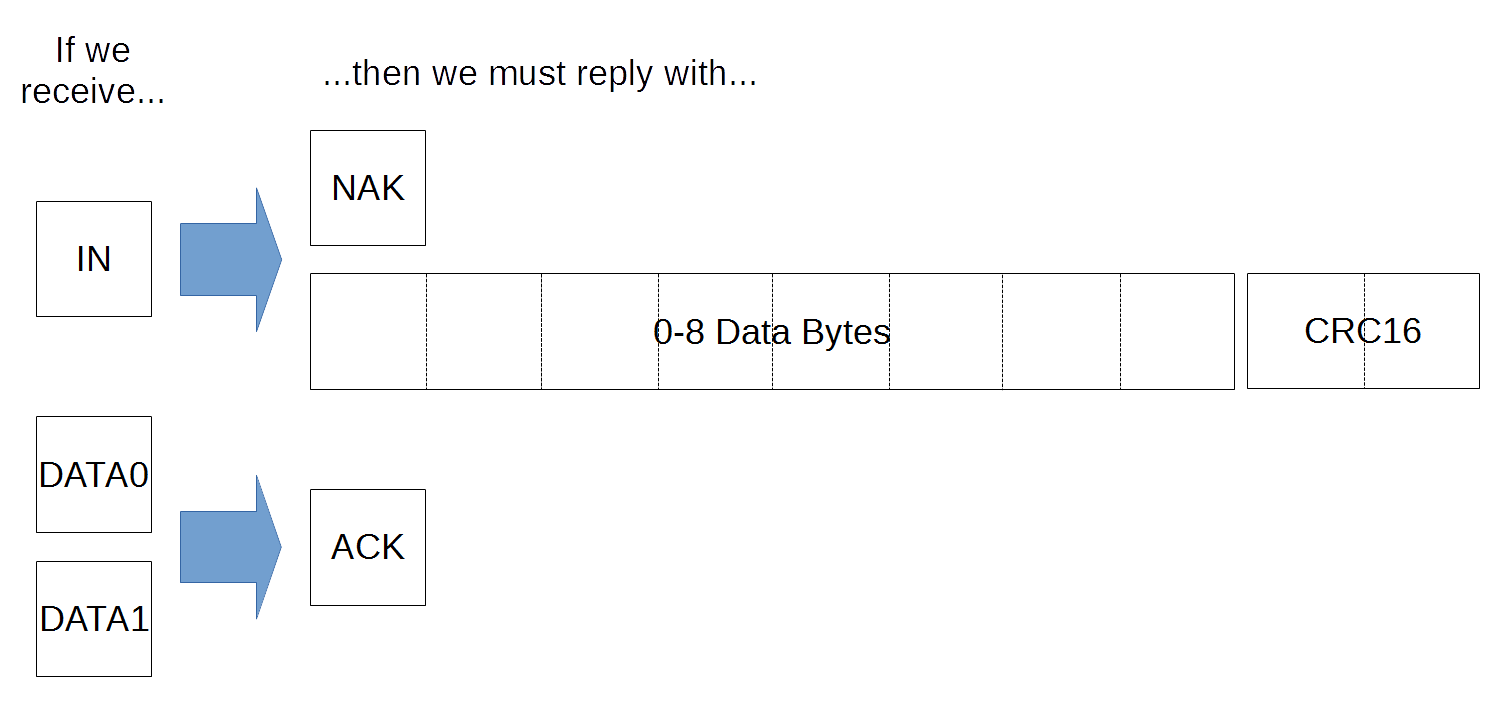 If we
receive...
...then we must reply with...
NAK
IN
0-8 Data Bytes
CRC16
DATA0
ACK
DATA1